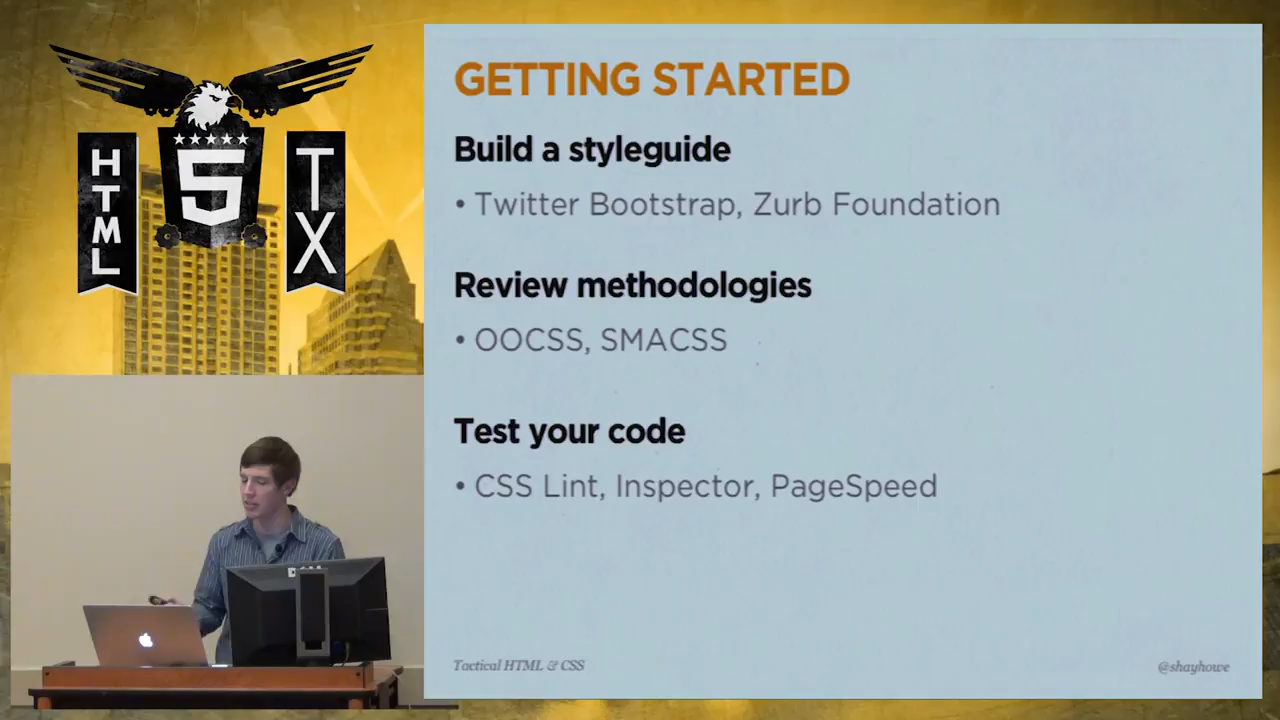 HTML
5
TX
GETTING STARTED
Build a styleguide
• Twitter Bootstrap, Zurb Foundation
Review methodologies
• OOCSS, SMACSS
Test your code
• CSS Lint, Inspector, PageSpeed
Tactical HTML & CSS
@shayhowe